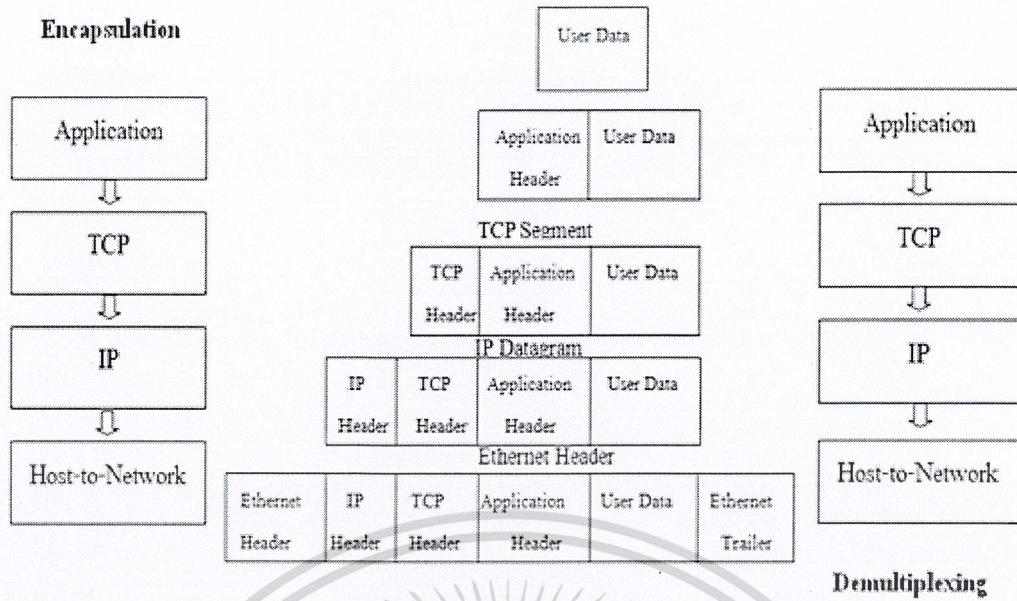 Encapsulation
User Data
Application
Application User Data
Header
Application
TCP Segment
TCP
TCP Application User Data
Header Header
TCP
IP Datagram
IP
IP TCP Application User Data
Header Header Header
IP
Ethernet Header
Host-to-Network
Ethernet IP TCP Application User Data Ethernet
Header Header Header Header Trailer
Host-to-Network
Demultiplexing